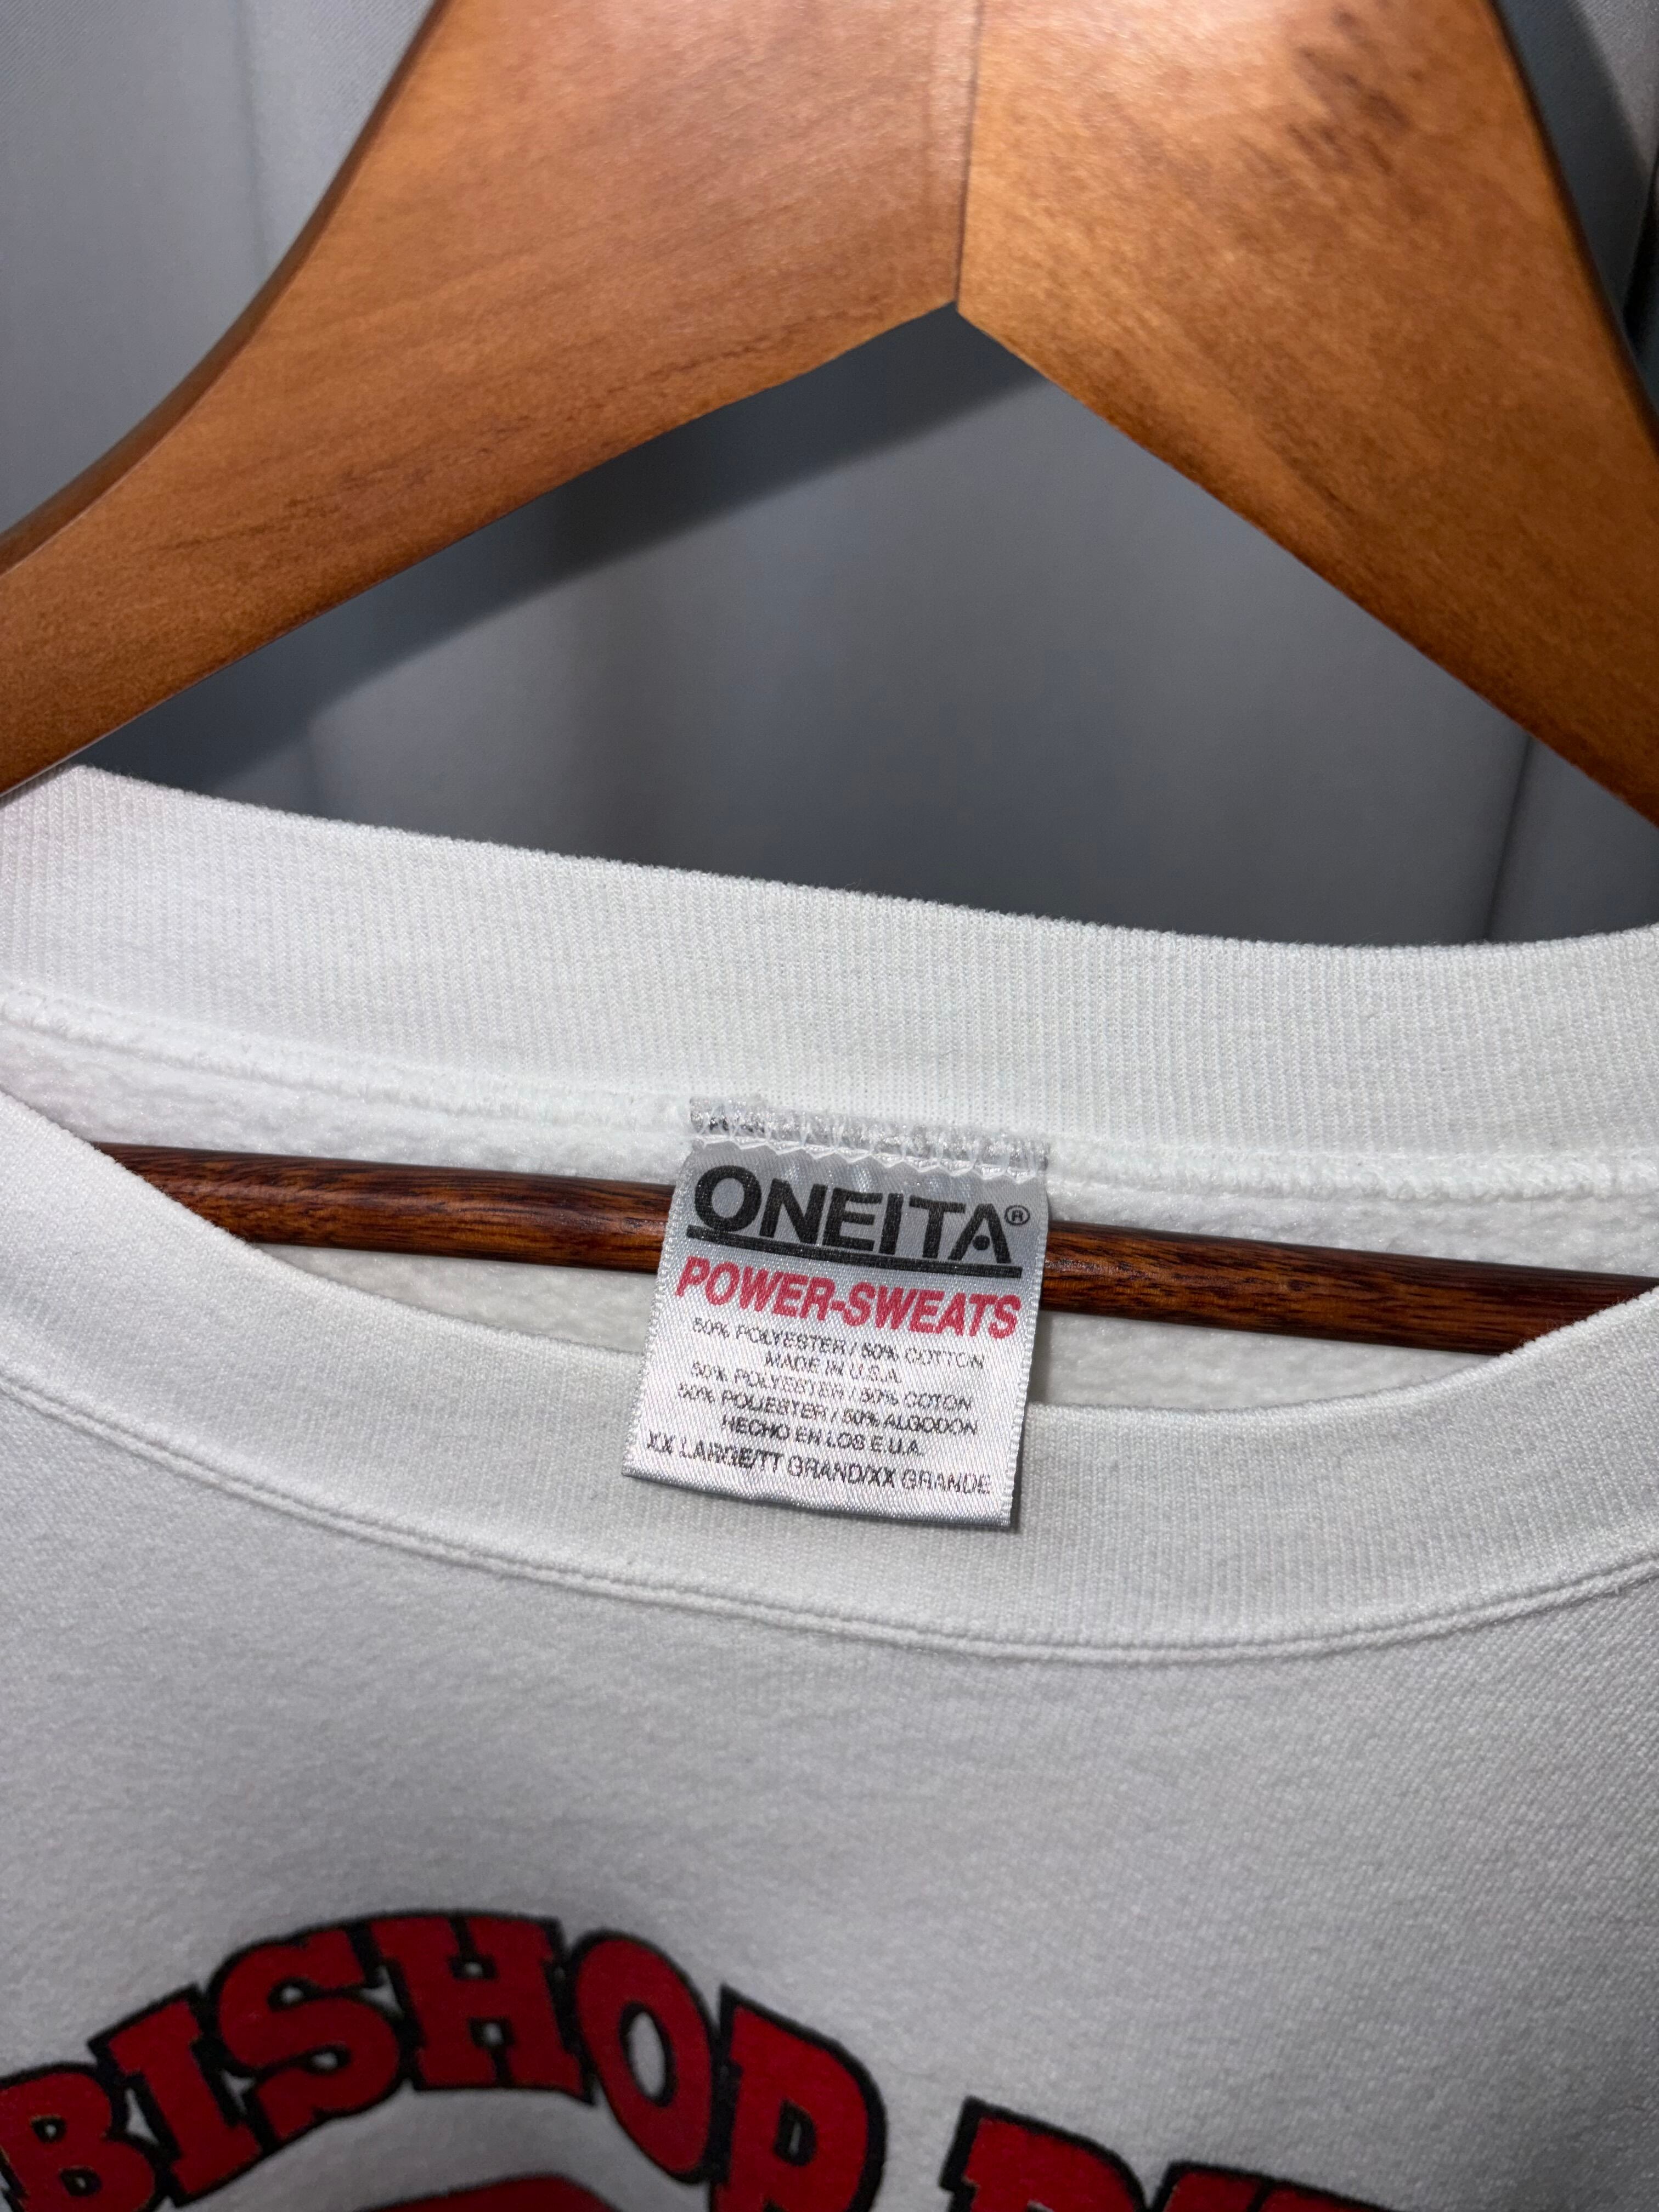 ONEITA®
POWER-SWEATS
50% POLYESTER / 50% COTTON
MADE IN U.S.A.
50% POLYESTER / 50% COTON
50% POLIESTER / 50% ALGODON
HECHO EN LOS E.U.A.
XX LARGE/TT GRAND/XX GRANDE
BISHOP